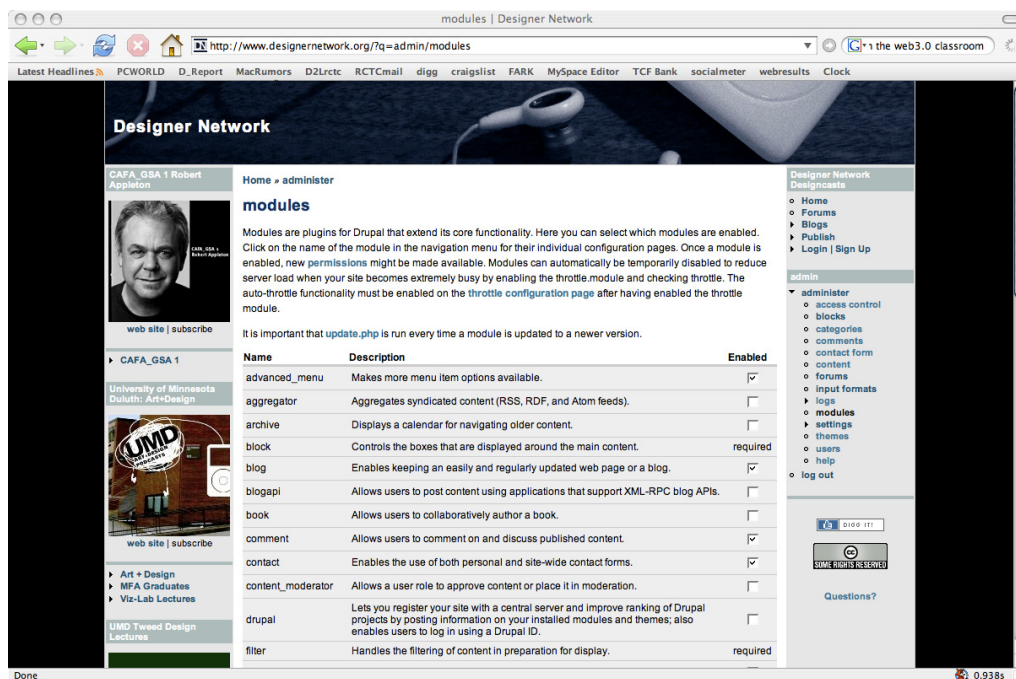 modules | Designer Network
http://www.designernetwork.org/?q=admin/modules
the web3.0 classroom
Latest Headlines PCWORLD D_Report MacRumors D2Lrctc RCTCmail digg craigslist FARK MySpace Editor TCF Bank socialmeter webresults Clock
Designer Network
CAFA_GSA 1 Robert
Appleton
CAFA_GSA 1
Robert Appleton
web site | subscribe
CAFA_GSA 1
University of Minnesota
Duluth: Art+Design
UMD
ART+DESIGN
PODCASTS
web site | subscribe
Art + Design
MFA Graduates
Viz-Lab Lectures
UMD Tweed Design
Lectures
Home » administer
modules
Modules are plugins for Drupal that extend its core functionality. Here you can select which modules are enabled.
Click on the name of the module in the navigation menu for their individual configuration pages. Once a module is
enabled, new permissions might be made available. Modules can automatically be temporarily disabled to reduce
server load when your site becomes extremely busy by enabling the throttle.module and checking throttle. The
auto-throttle functionality must be enabled on the throttle configuration page after having enabled the throttle
module.
It is important that update.php is run every time a module is updated to a newer version.
Name Description Enabled
advanced_menu Makes more menu item options available.
aggregator Aggregates syndicated content (RSS, RDF, and Atom feeds).
archive Displays a calendar for navigating older content.
block Controls the boxes that are displayed around the main content. required
blog Enables keeping an easily and regularly updated web page or a blog.
blogapi Allows users to post content using applications that support XML-RPC blog APIs.
book Allows users to collaboratively author a book.
comment Allows users to comment on and discuss published content.
contact Enables the use of both personal and site-wide contact forms.
content_moderator Allows a user role to approve content or place it in moderation.
drupal Lets you register your site with a central server and improve ranking of Drupal
projects by posting information on your installed modules and themes; also
enables users to log in using a Drupal ID.
filter Handles the filtering of content in preparation for display. required
Designer Network
Designcasts
Home
Forums
Blogs
Publish
Login | Sign Up
admin
administer
access control
blocks
categories
comments
contact form
content
forums
input formats
logs
modules
settings
themes
users
help
log out
DIGG IT!
cc
SOME RIGHTS RESERVED
Questions?
Done
0.938s